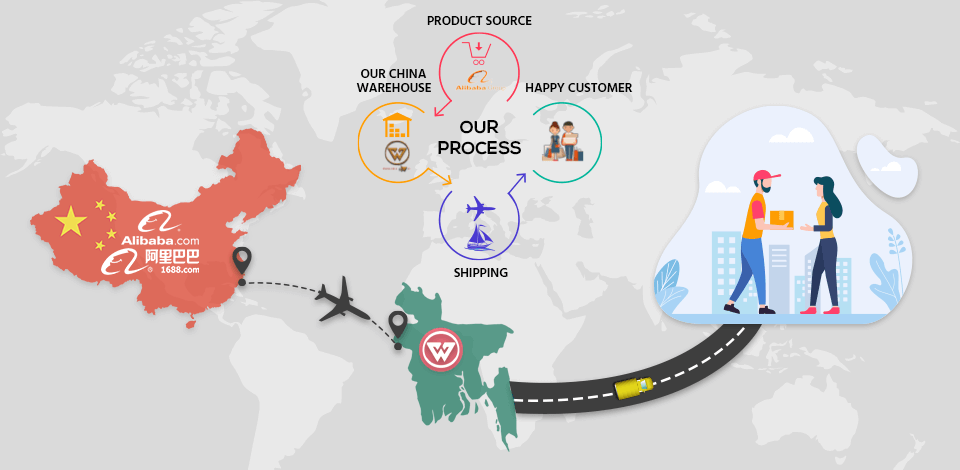 PRODUCT SOURCE
OUR CHINA
WAREHOUSE
HAPPY CUSTOMER
Alibaba.com
OUR
PROCESS
SHIPPING
Alibaba.com
阿里巴巴
® 1688.com
W